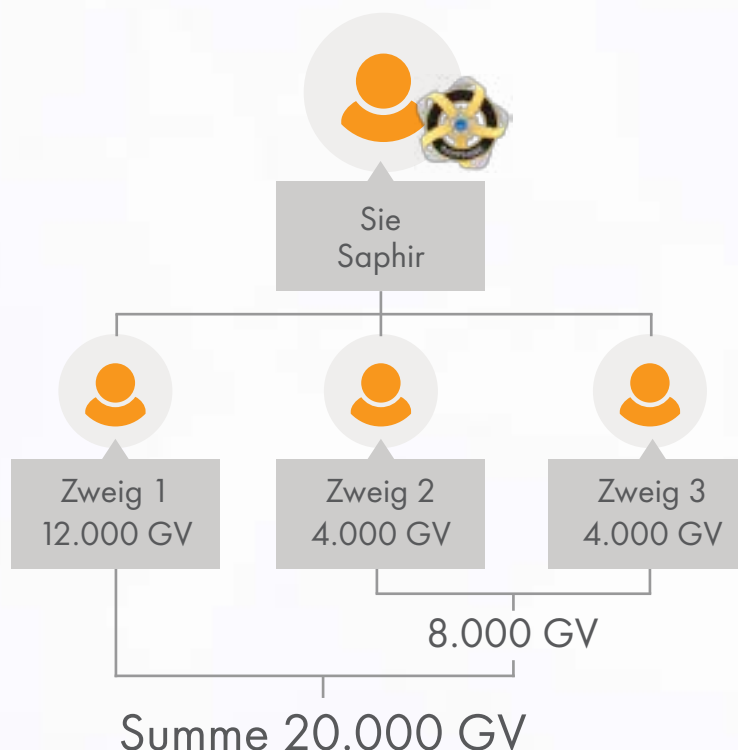 Sie
Saphir
Zweig 1
12.000 GV
Zweig 2
4.000 GV
Zweig 3
4.000 GV
8.000 GV
Summe 20.000 GV